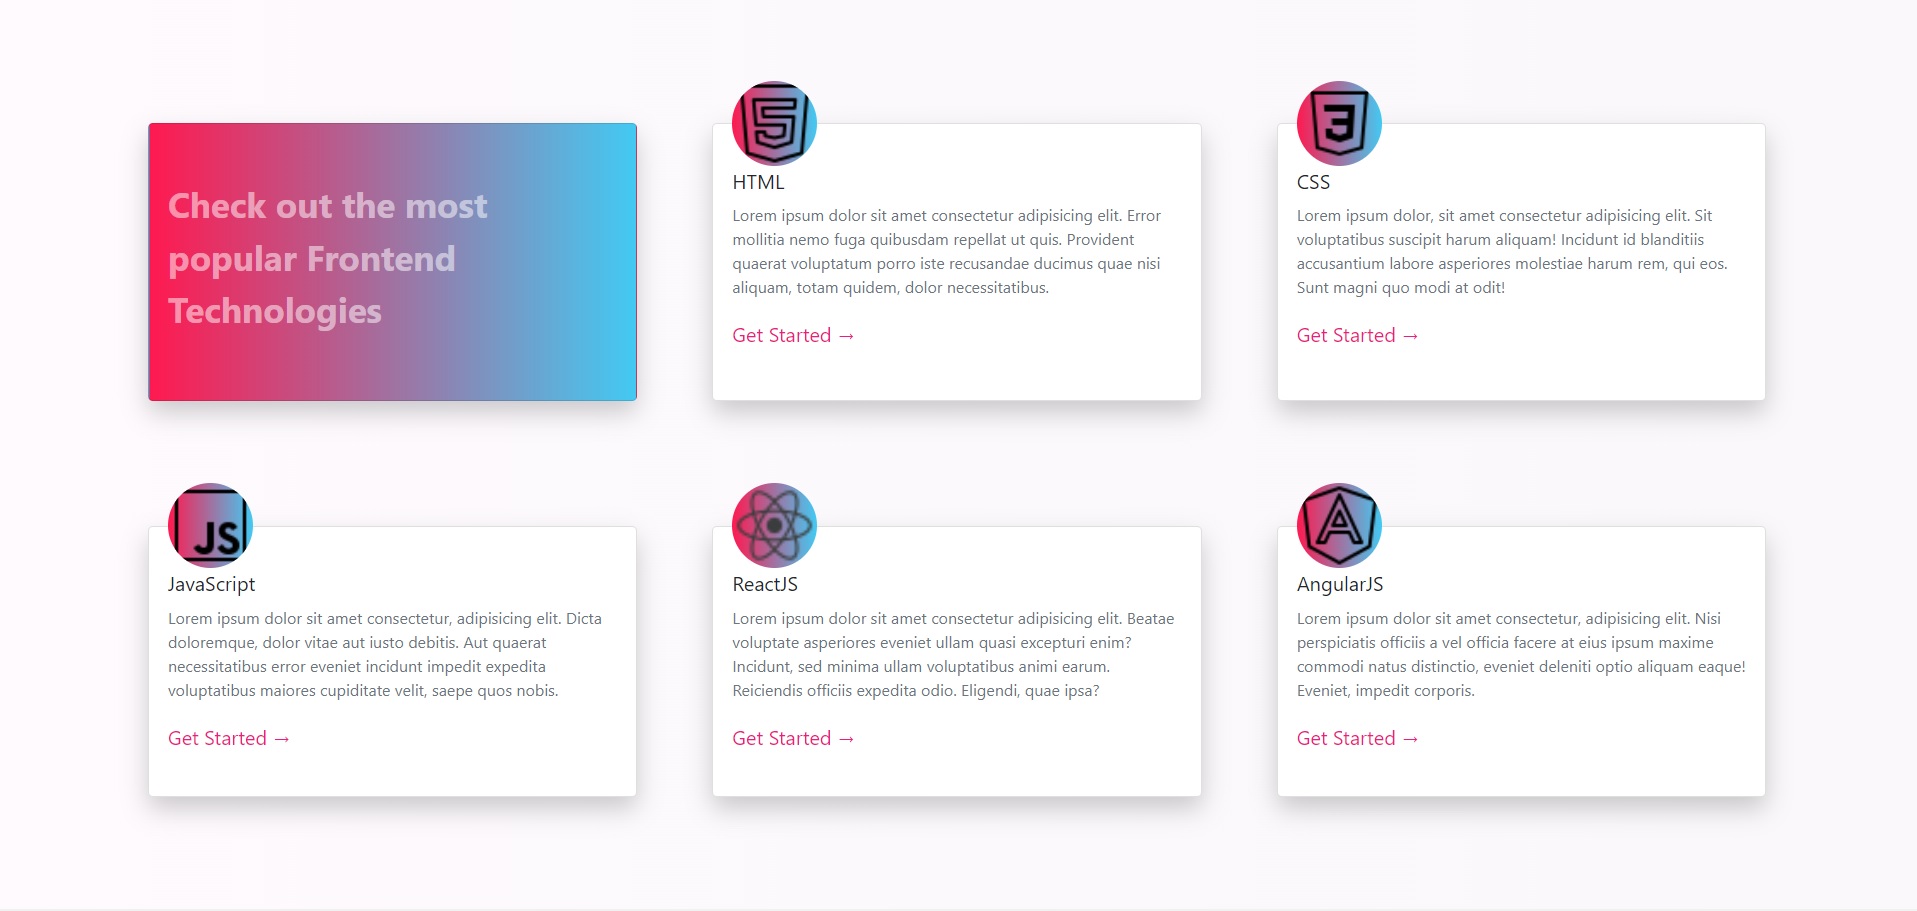 Check out the most
popular Frontend
Technologies
5
HTML
Lorem ipsum dolor sit amet consectetur adipisicing elit. Error
mollitia nemo fuga quibusdam repellat ut quis. Provident
quaerat voluptatum porro iste recusandae ducimus quae nisi
aliquam, totam quidem, dolor necessitatibus.
Get Started →
3
CSS
Lorem ipsum dolor, sit amet consectetur adipisicing elit. Sit
voluptatibus suscipit harum aliquam! Incidunt id blanditiis
accusantium labore asperiores molestiae harum rem, qui eos.
Sunt magni quo modi at odit!
Get Started →
JS
JavaScript
Lorem ipsum dolor sit amet consectetur, adipisicing elit. Dicta
doloremque, dolor vitae aut iusto debitis. Aut quaerat
necessitatibus error eveniet incidunt impedit expedita
voluptatibus maiores cupiditate velit, saepe quos nobis.
Get Started →
ReactJS
Lorem ipsum dolor sit amet consectetur adipisicing elit. Beatae
voluptate asperiores eveniet ullam quasi excepturi enim?
Incidunt, sed minima ullam voluptatibus animi earum.
Reiciendis officiis expedita odio. Eligendi, quae ipsa?
Get Started →
A
AngularJS
Lorem ipsum dolor sit amet consectetur, adipisicing elit. Nisi
perspiciatis officiis a vel officia facere at eius ipsum maxime
commodi natus distinctio, eveniet deleniti optio aliquam eaque!
Eveniet, impedit corporis.
Get Started →